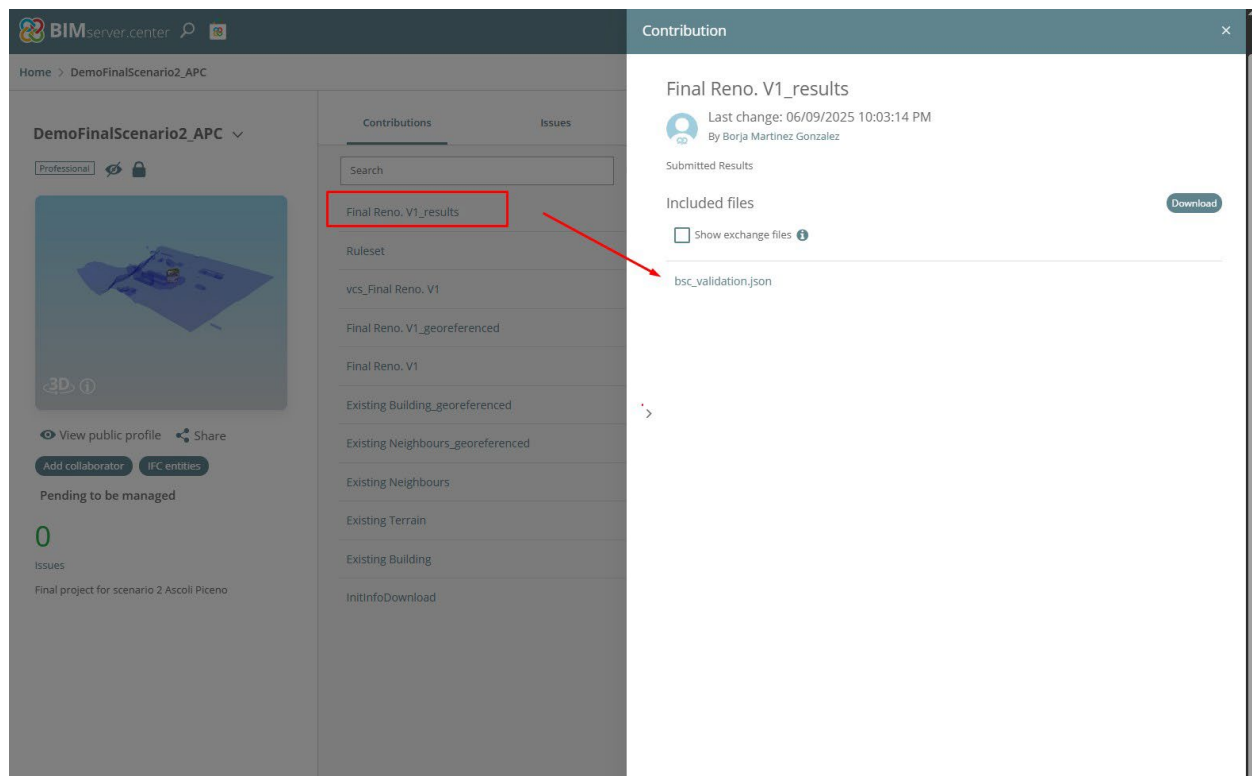 BIMserver.center
Home > DemoFinalScenario2_APC
DemoFinalScenario2_APC
Professional
3D
View public profile
Share
Add collaborator
IFC entities
Pending to be managed
0
Issues
Final project for scenario 2 Ascoli Piceno
Contributions
Issues
Search
Final Reno. V1_results
Ruleset
vcs_Final Reno. V1
Final Reno. V1_georeferenced
Final Reno. V1
Existing Building_georeferenced
Existing Neighbours_georeferenced
Existing Neighbours
Existing Terrain
Existing Building
InitInfoDownload
Contribution
Final Reno. V1_results
Last change: 06/09/2025 10:03:14 PM
By Borja Martinez Gonzalez
Submitted Results
Included files
Download
Show exchange files
bsc_validation.json